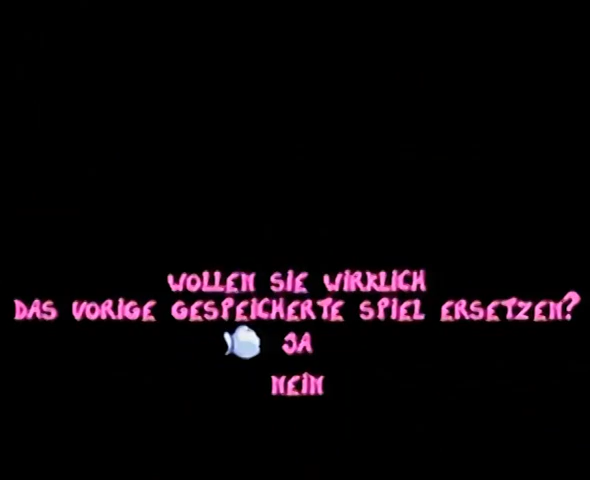 WOLLEN SIE WIRKLICH
DAS VORIGE GESPEICHERTE SPIEL ERSETZEN?
JA
NEIN